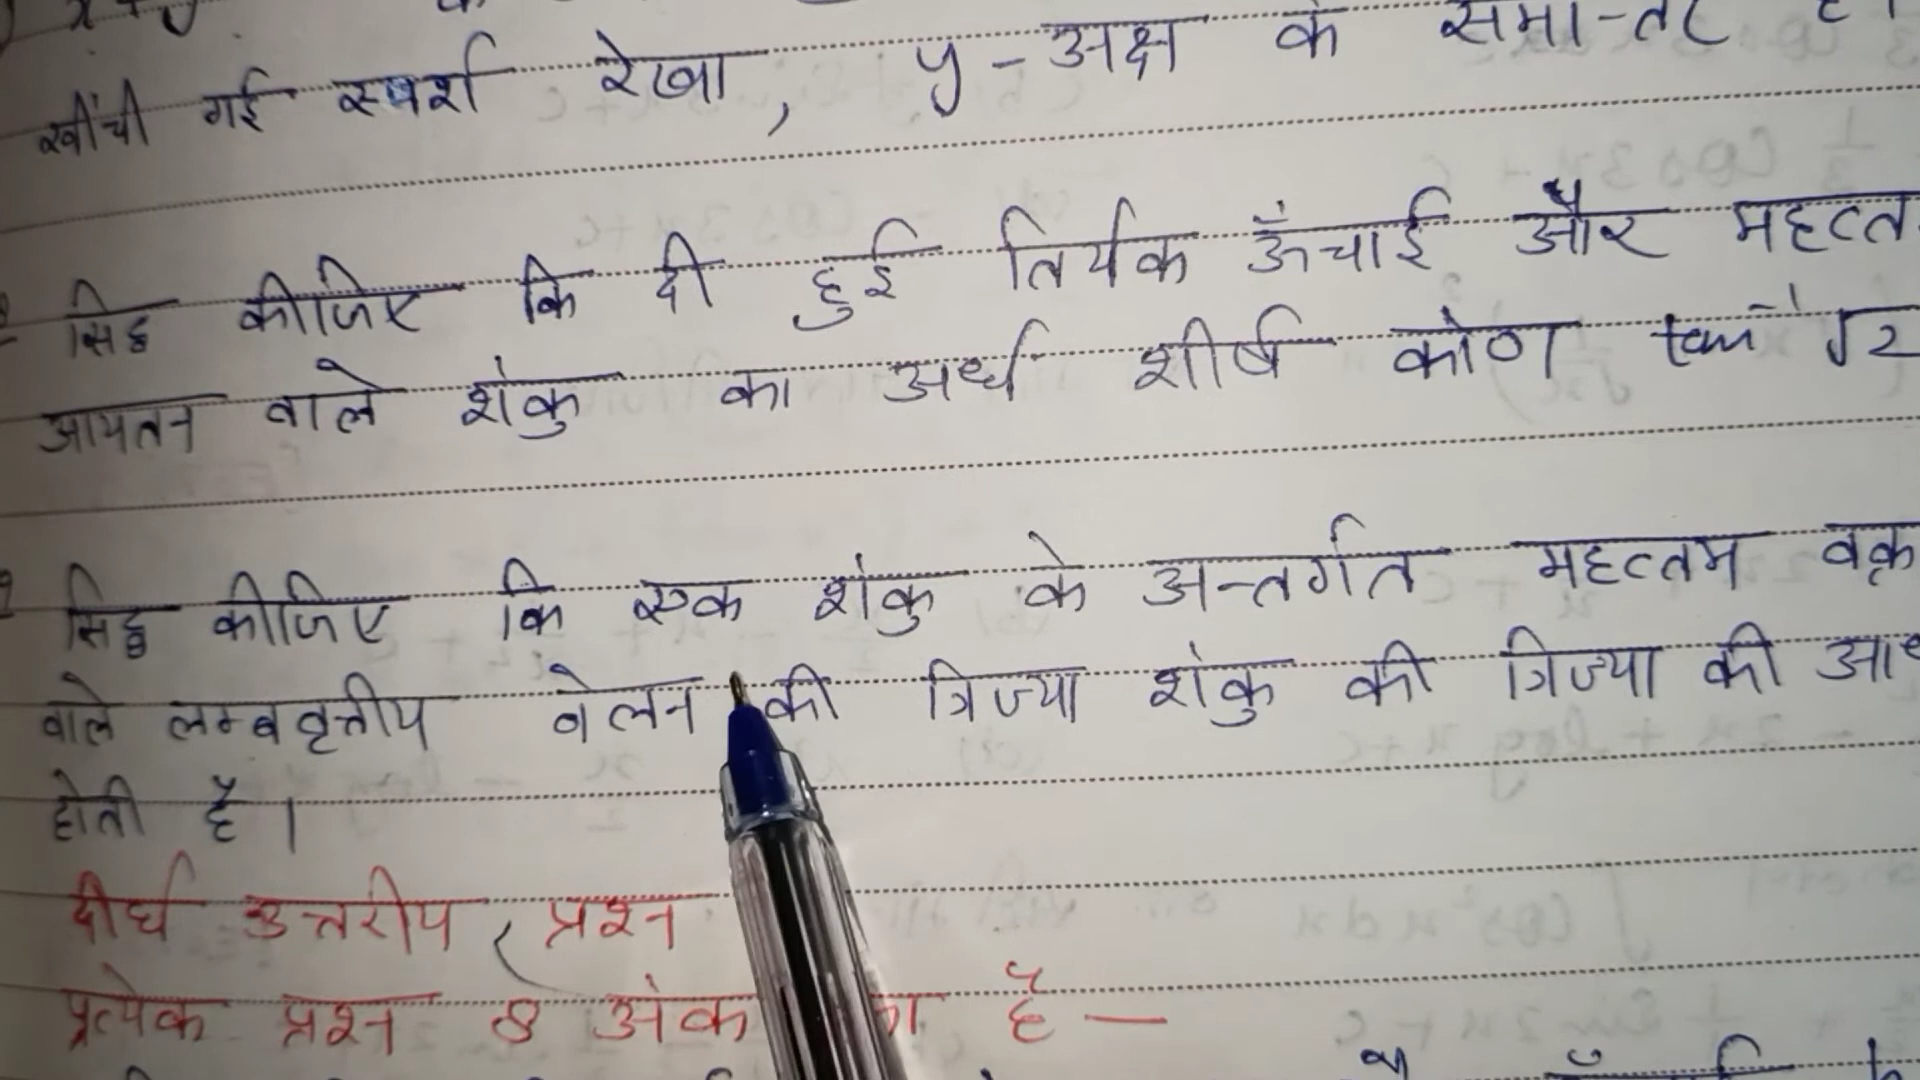 खींची गई स्पर्श रेखा, y-अक्ष के समान्तर है।
सिद्ध कीजिए कि दी हुई तिर्यक ऊँचाई और महत्त
आयतन वाले शंकु का अर्ध शीर्ष कोण tan⁻¹ √2
सिद्ध कीजिए कि एक शंकु के अन्तर्गत महत्तम वक्र
वाले लम्बवृत्तीय बेलन की त्रिज्या शंकु की त्रिज्या की आध
होती है।
दीर्घ उत्तरीय प्रश्न
प्रत्येक प्रश्न 8 अंक का है—